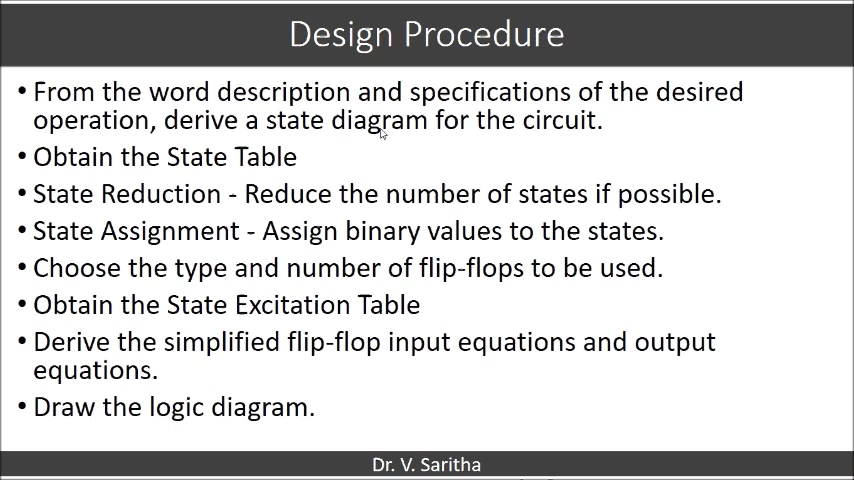 Design Procedure
• From the word description and specifications of the desired
operation, derive a state diagram for the circuit.
• Obtain the State Table
• State Reduction - Reduce the number of states if possible.
• State Assignment - Assign binary values to the states.
• Choose the type and number of flip-flops to be used.
• Obtain the State Excitation Table
• Derive the simplified flip-flop input equations and output
equations.
• Draw the logic diagram.
Dr. V. Saritha